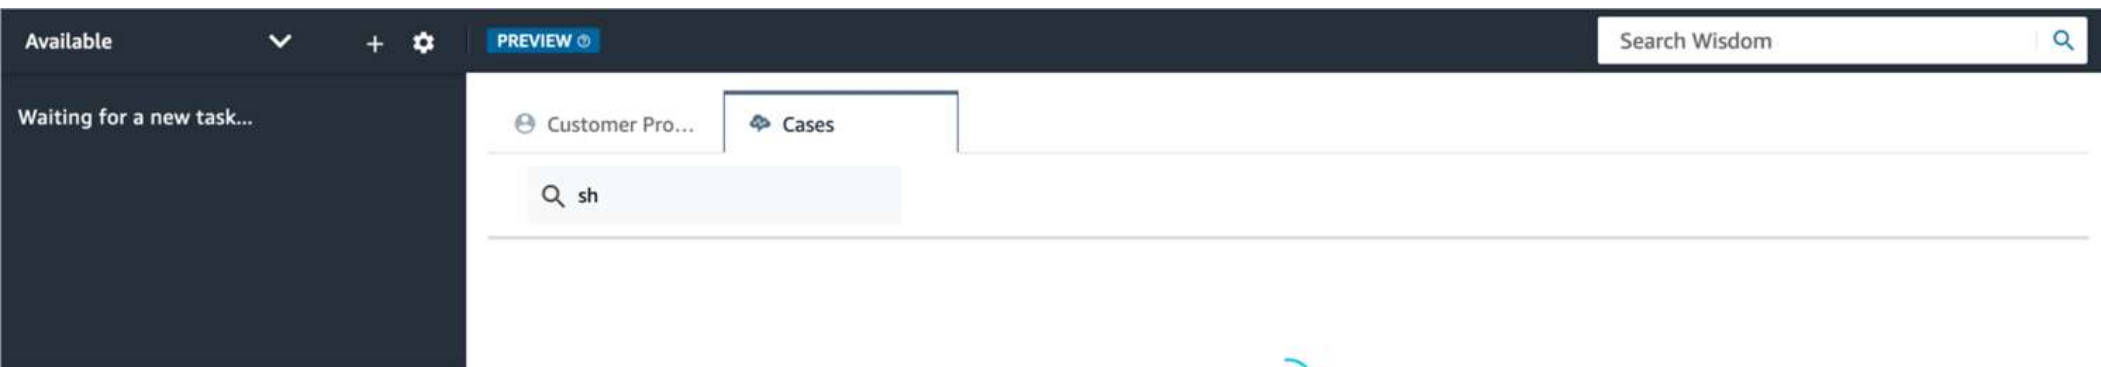 Available
PREVIEW
Search Wisdom
Waiting for a new task...
Customer Pro...
Cases
sh